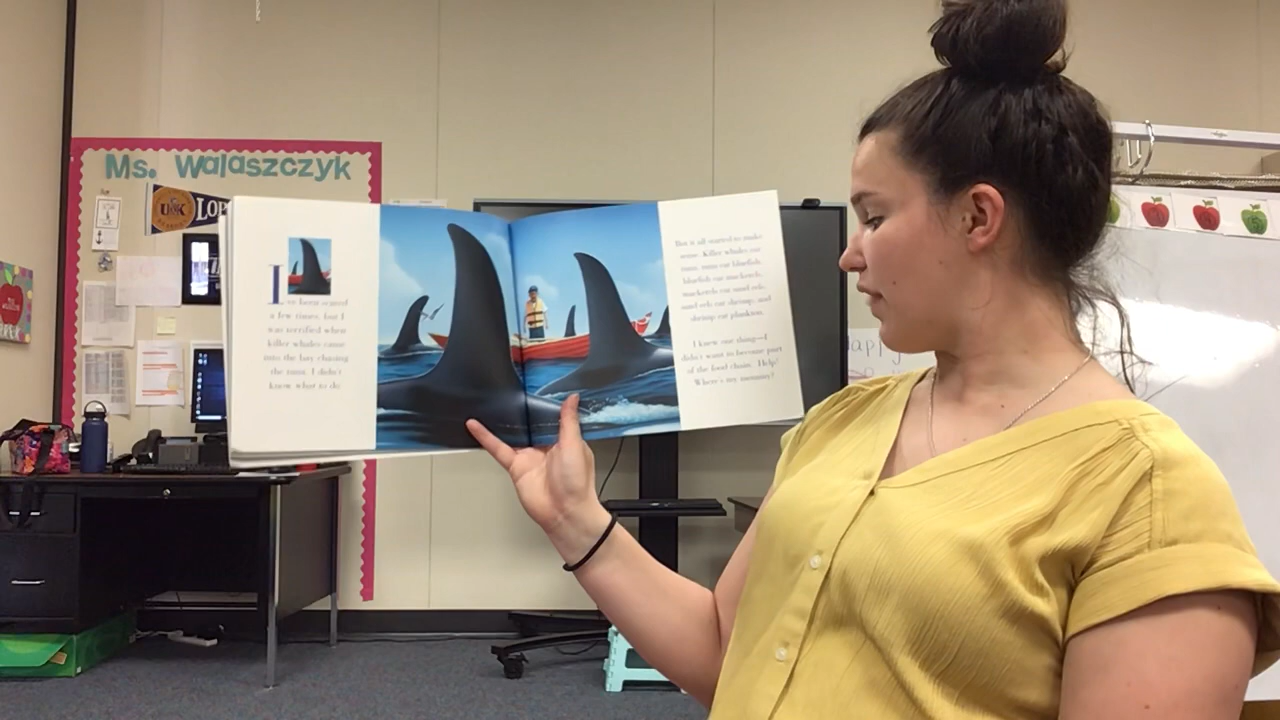 Ms. Walaszczyk
UOK
LOP
I've been scared
a few times, but I
was terrified when
killer whales came
into the bay chasing
the tuna. I didn't
know what to do.
But it all started to make
sense. Killer whales eat
tuna, tuna eat bluefish,
bluefish eat mackerels,
mackerels eat sand eels,
sand eels eat shrimp, and
shrimp eat plankton.
I knew one thing—I
didn't want to become part
of the food chain. Help!
Where's my mommy?